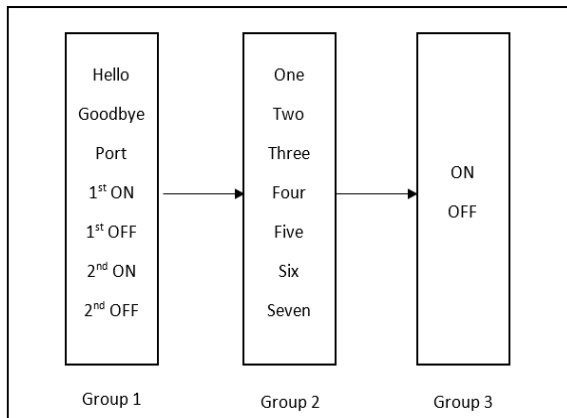 Hello
Goodbye
Port
1st ON
1st OFF
2nd ON
2nd OFF
Group 1
One
Two
Three
Four
Five
Six
Seven
Group 2
ON
OFF
Group 3